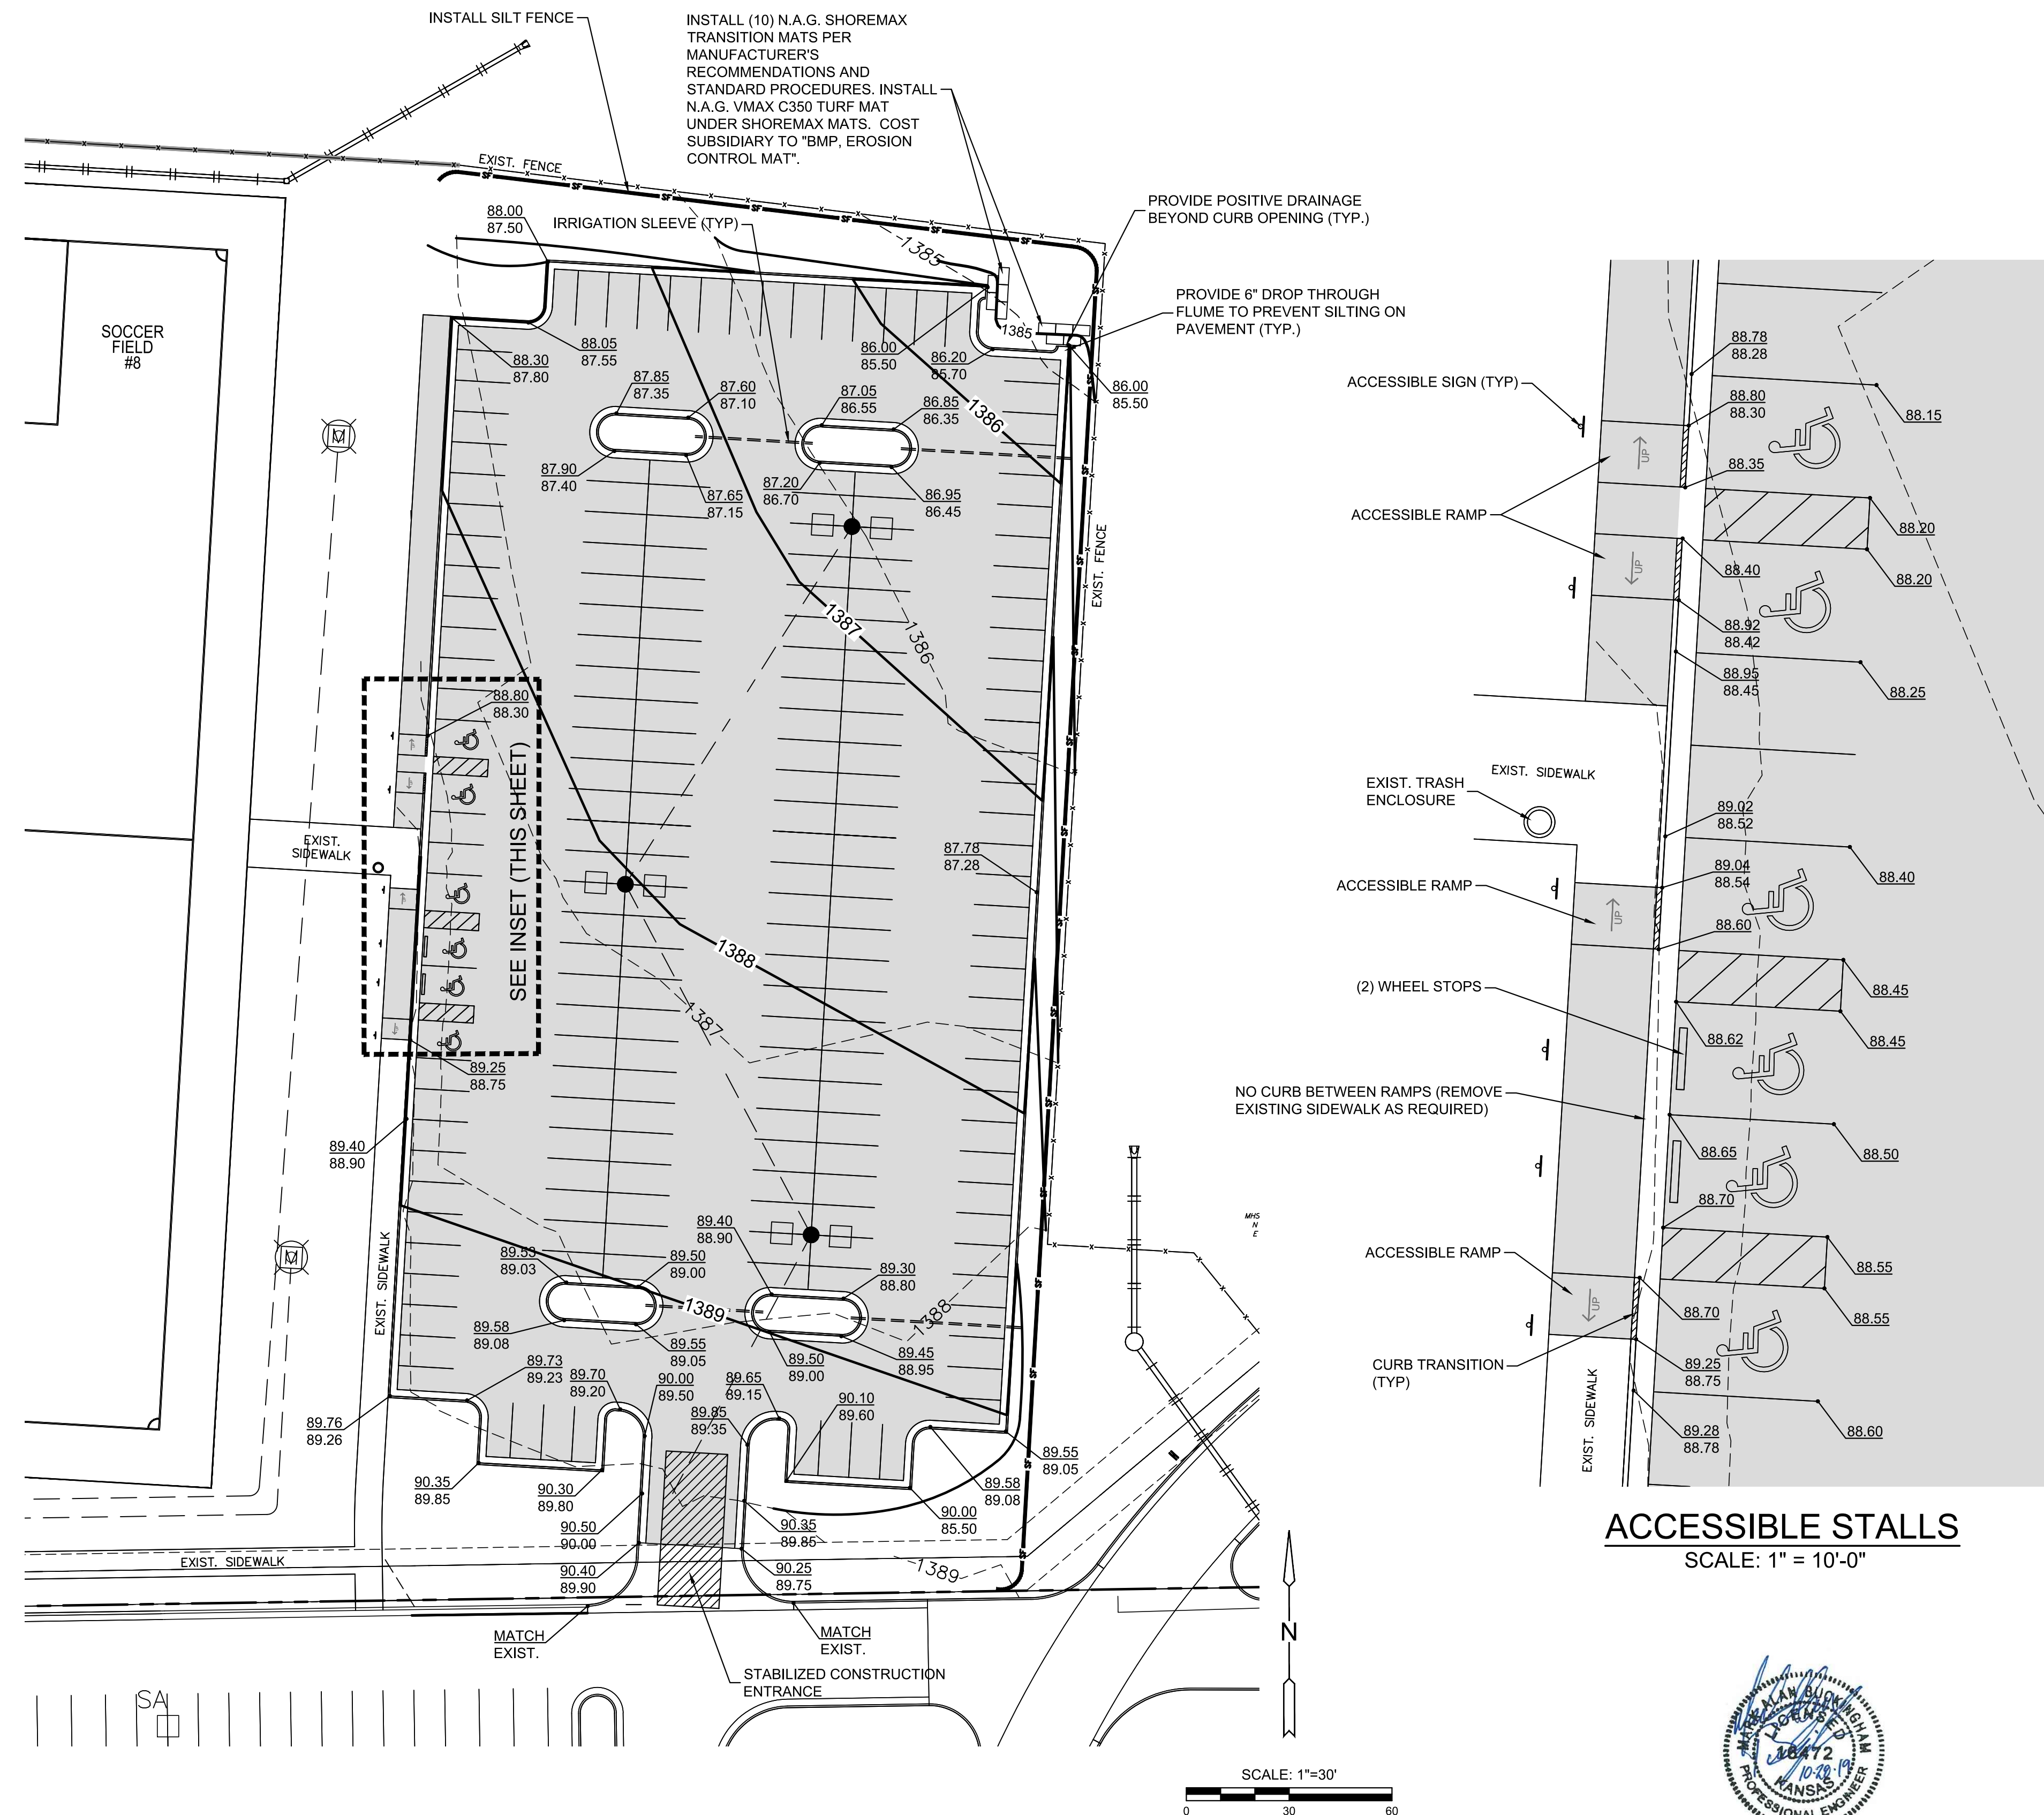 INSTALL SILT FENCE
INSTALL (10) N.A.G. SHOREMAX
TRANSITION MATS PER
MANUFACTURER'S
RECOMMENDATIONS AND
STANDARD PROCEDURES. INSTALL
N.A.G. VMAX C350 TURF MAT
UNDER SHOREMAX MATS. COST
SUBSIDIARY TO "BMP, EROSION
CONTROL MAT".
EXIST. FENCE
SF
SF
SF
SF
SF
SF
SF
88.00
87.50
IRRIGATION SLEEVE (TYP)
1385
PROVIDE POSITIVE DRAINAGE
BEYOND CURB OPENING (TYP.)
PROVIDE 6" DROP THROUGH
FLUME TO PREVENT SILTING ON
PAVEMENT (TYP.)
1385
SOCCER
FIELD
#8
88.30
87.80
88.05
87.55
86.00
85.50
86.20
85.70
86.00
85.50
87.85
87.35
87.60
87.10
87.05
86.55
86.85
86.35
1386
87.90
87.40
87.65
87.15
87.20
86.70
86.95
86.45
EXIST. FENCE
1387
1386
88.80
88.30
SEE INSET (THIS SHEET)
EXIST.
SIDEWALK
87.78
87.28
1388
1387
89.25
88.75
89.40
88.90
89.40
88.90
89.53
89.03
89.50
89.00
89.30
88.80
1389
1388
EXIST. SIDEWALK
89.58
89.08
89.55
89.05
89.50
89.00
89.45
88.95
89.73
89.23
89.70
89.20
90.00
89.50
89.65
89.15
89.85
89.35
90.10
89.60
89.76
89.26
89.55
89.05
90.35
89.85
90.30
89.80
89.58
89.08
90.00
85.50
90.50
90.00
90.35
89.85
EXIST. SIDEWALK
90.40
89.90
90.25
89.75
1389
MATCH
EXIST.
MATCH
EXIST.
STABILIZED CONSTRUCTION
ENTRANCE
SA
MHS
N
E
N
SCALE: 1"=30'
0 30 60
88.78
88.28
ACCESSIBLE SIGN (TYP)
88.80
88.30
88.15
UP
88.35
ACCESSIBLE RAMP
88.20
88.40
88.20
UP
88.92
88.42
88.95
88.45
88.25
EXIST. TRASH
ENCLOSURE
EXIST. SIDEWALK
89.02
88.52
89.04
88.54
88.40
ACCESSIBLE RAMP
UP
88.60
(2) WHEEL STOPS
88.45
88.62
88.45
NO CURB BETWEEN RAMPS (REMOVE
EXISTING SIDEWALK AS REQUIRED)
88.65
88.50
88.70
ACCESSIBLE RAMP
88.55
UP
88.70
88.55
CURB TRANSITION
(TYP)
89.25
88.75
EXIST. SIDEWALK
89.28
88.78
88.60
ACCESSIBLE STALLS
SCALE: 1" = 10'-0"
MARK ALAN BUCKINGHAM
LICENSED
18472
10-22-19
KANSAS
PROFESSIONAL ENGINEER